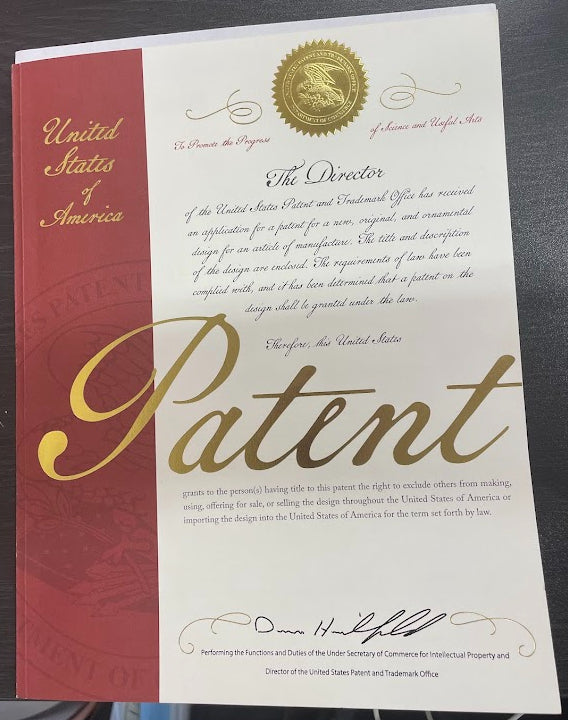 United
States
of
America
To Promote the Progress
of Science and Useful Arts
The Director
of the United States Patent and Trademark Office has received
an application for a patent for a new, original, and ornamental
design for an article of manufacture. The title and description
of the design are enclosed. The requirements of law have been
complied with, and it has been determined that a patent on the
design shall be granted under the law.
Therefore, this United States
Patent
grants to the person(s) having title to this patent the right to exclude others from making,
using, offering for sale, or selling the design throughout the United States of America or
importing the design into the United States of America for the term set forth by law.
Performing the Functions and Duties of the Under Secretary of Commerce for Intellectual Property and
Director of the United States Patent and Trademark Office